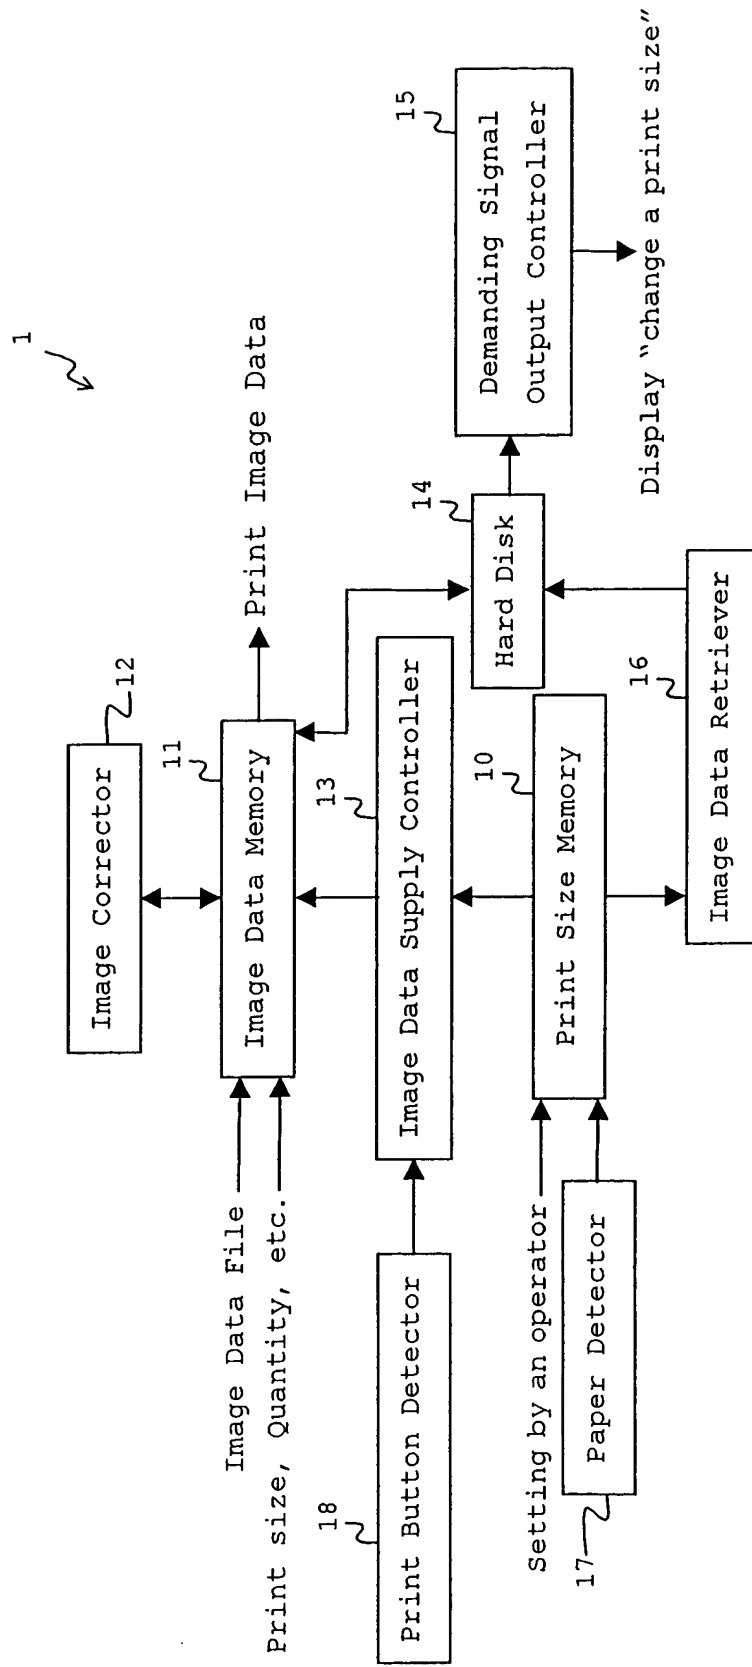 1
Image Corrector
12
Image Data File
Print size, Quantity, etc.
11
Image Data Memory
Print Image Data
18
Print Button Detector
13
Image Data Supply Controller
14
Hard Disk
15
Demanding Signal
Output Controller
Setting by an operator
17
Paper Detector
10
Print Size Memory
Display "change a print size"
16
Image Data Retriever